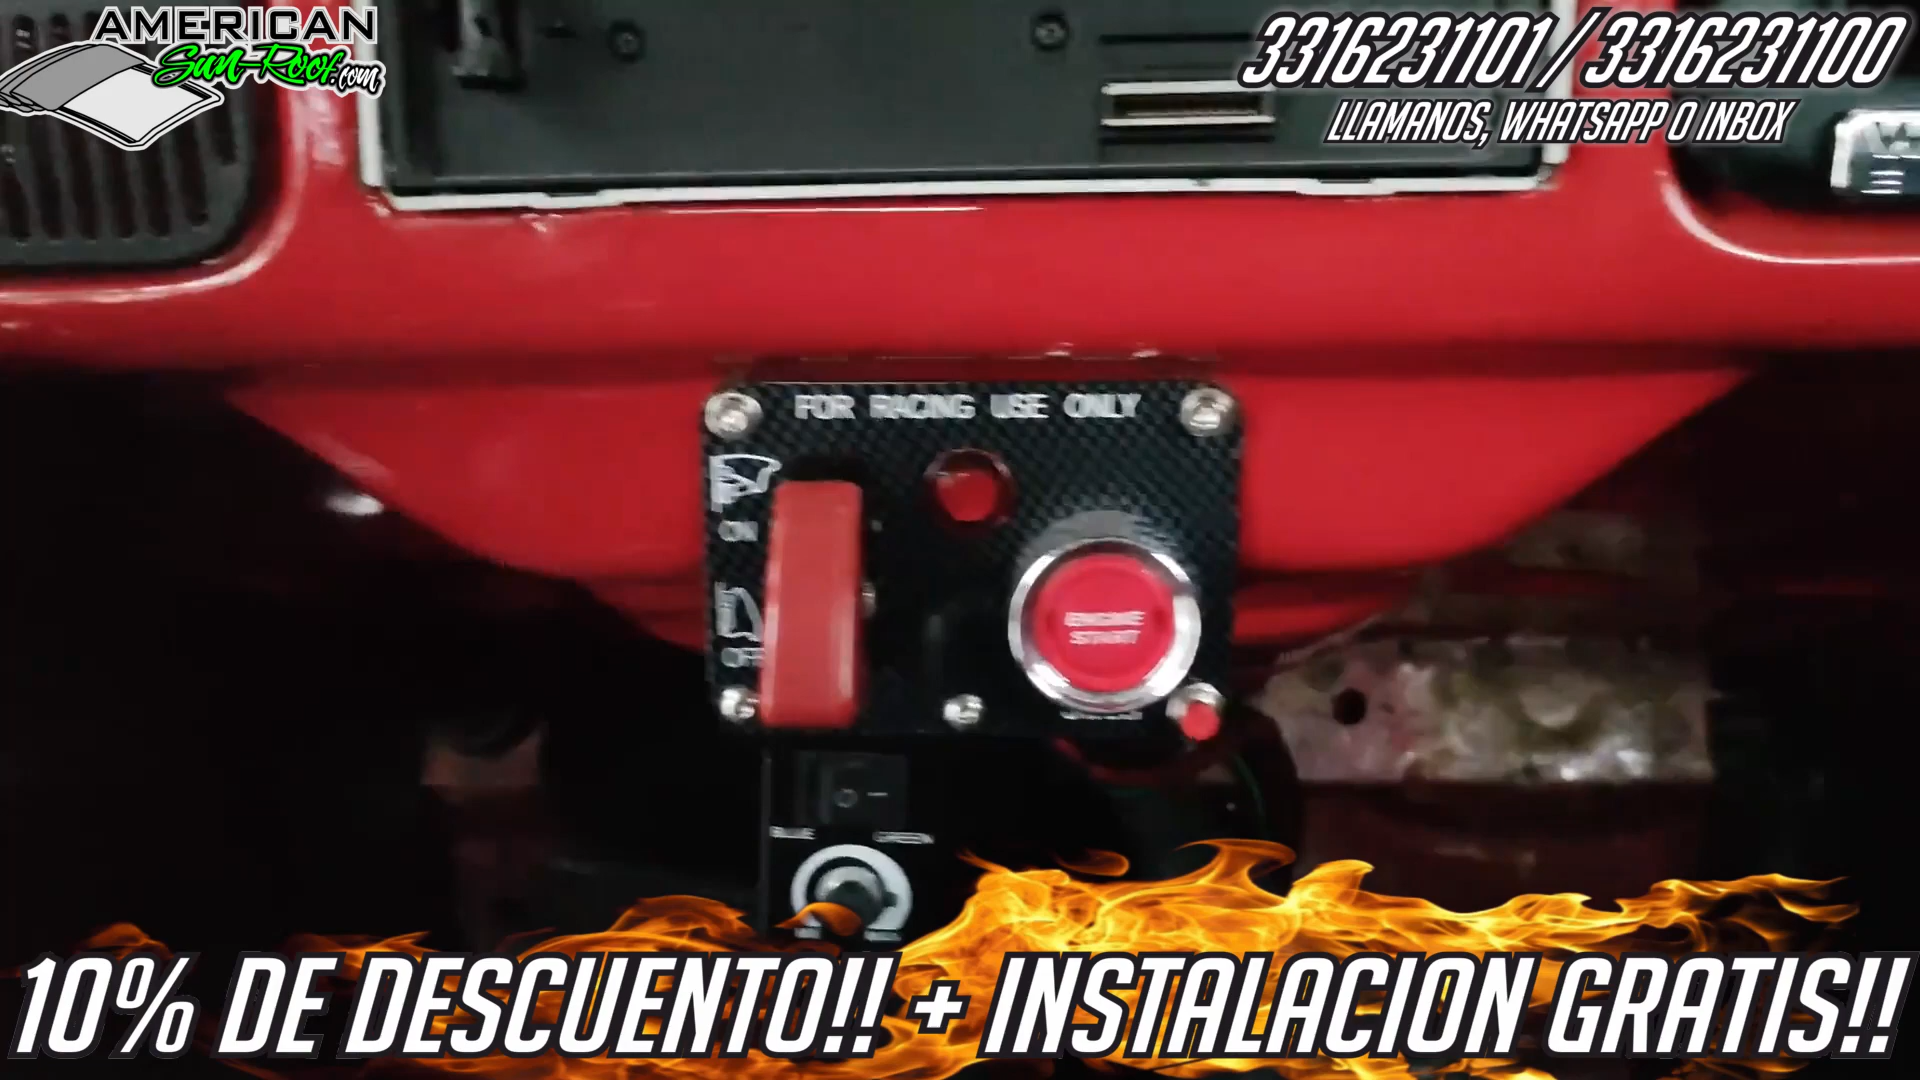 AMERICAN
Sun-Roof.com
3316231101 / 3316231100
LLAMANOS, WHATSAPP O INBOX
FOR RACING USE ONLY
ON
OFF
ENGINE
START
BLUE GREEN
10% DE DESCUENTO!! + INSTALACION GRATIS!!